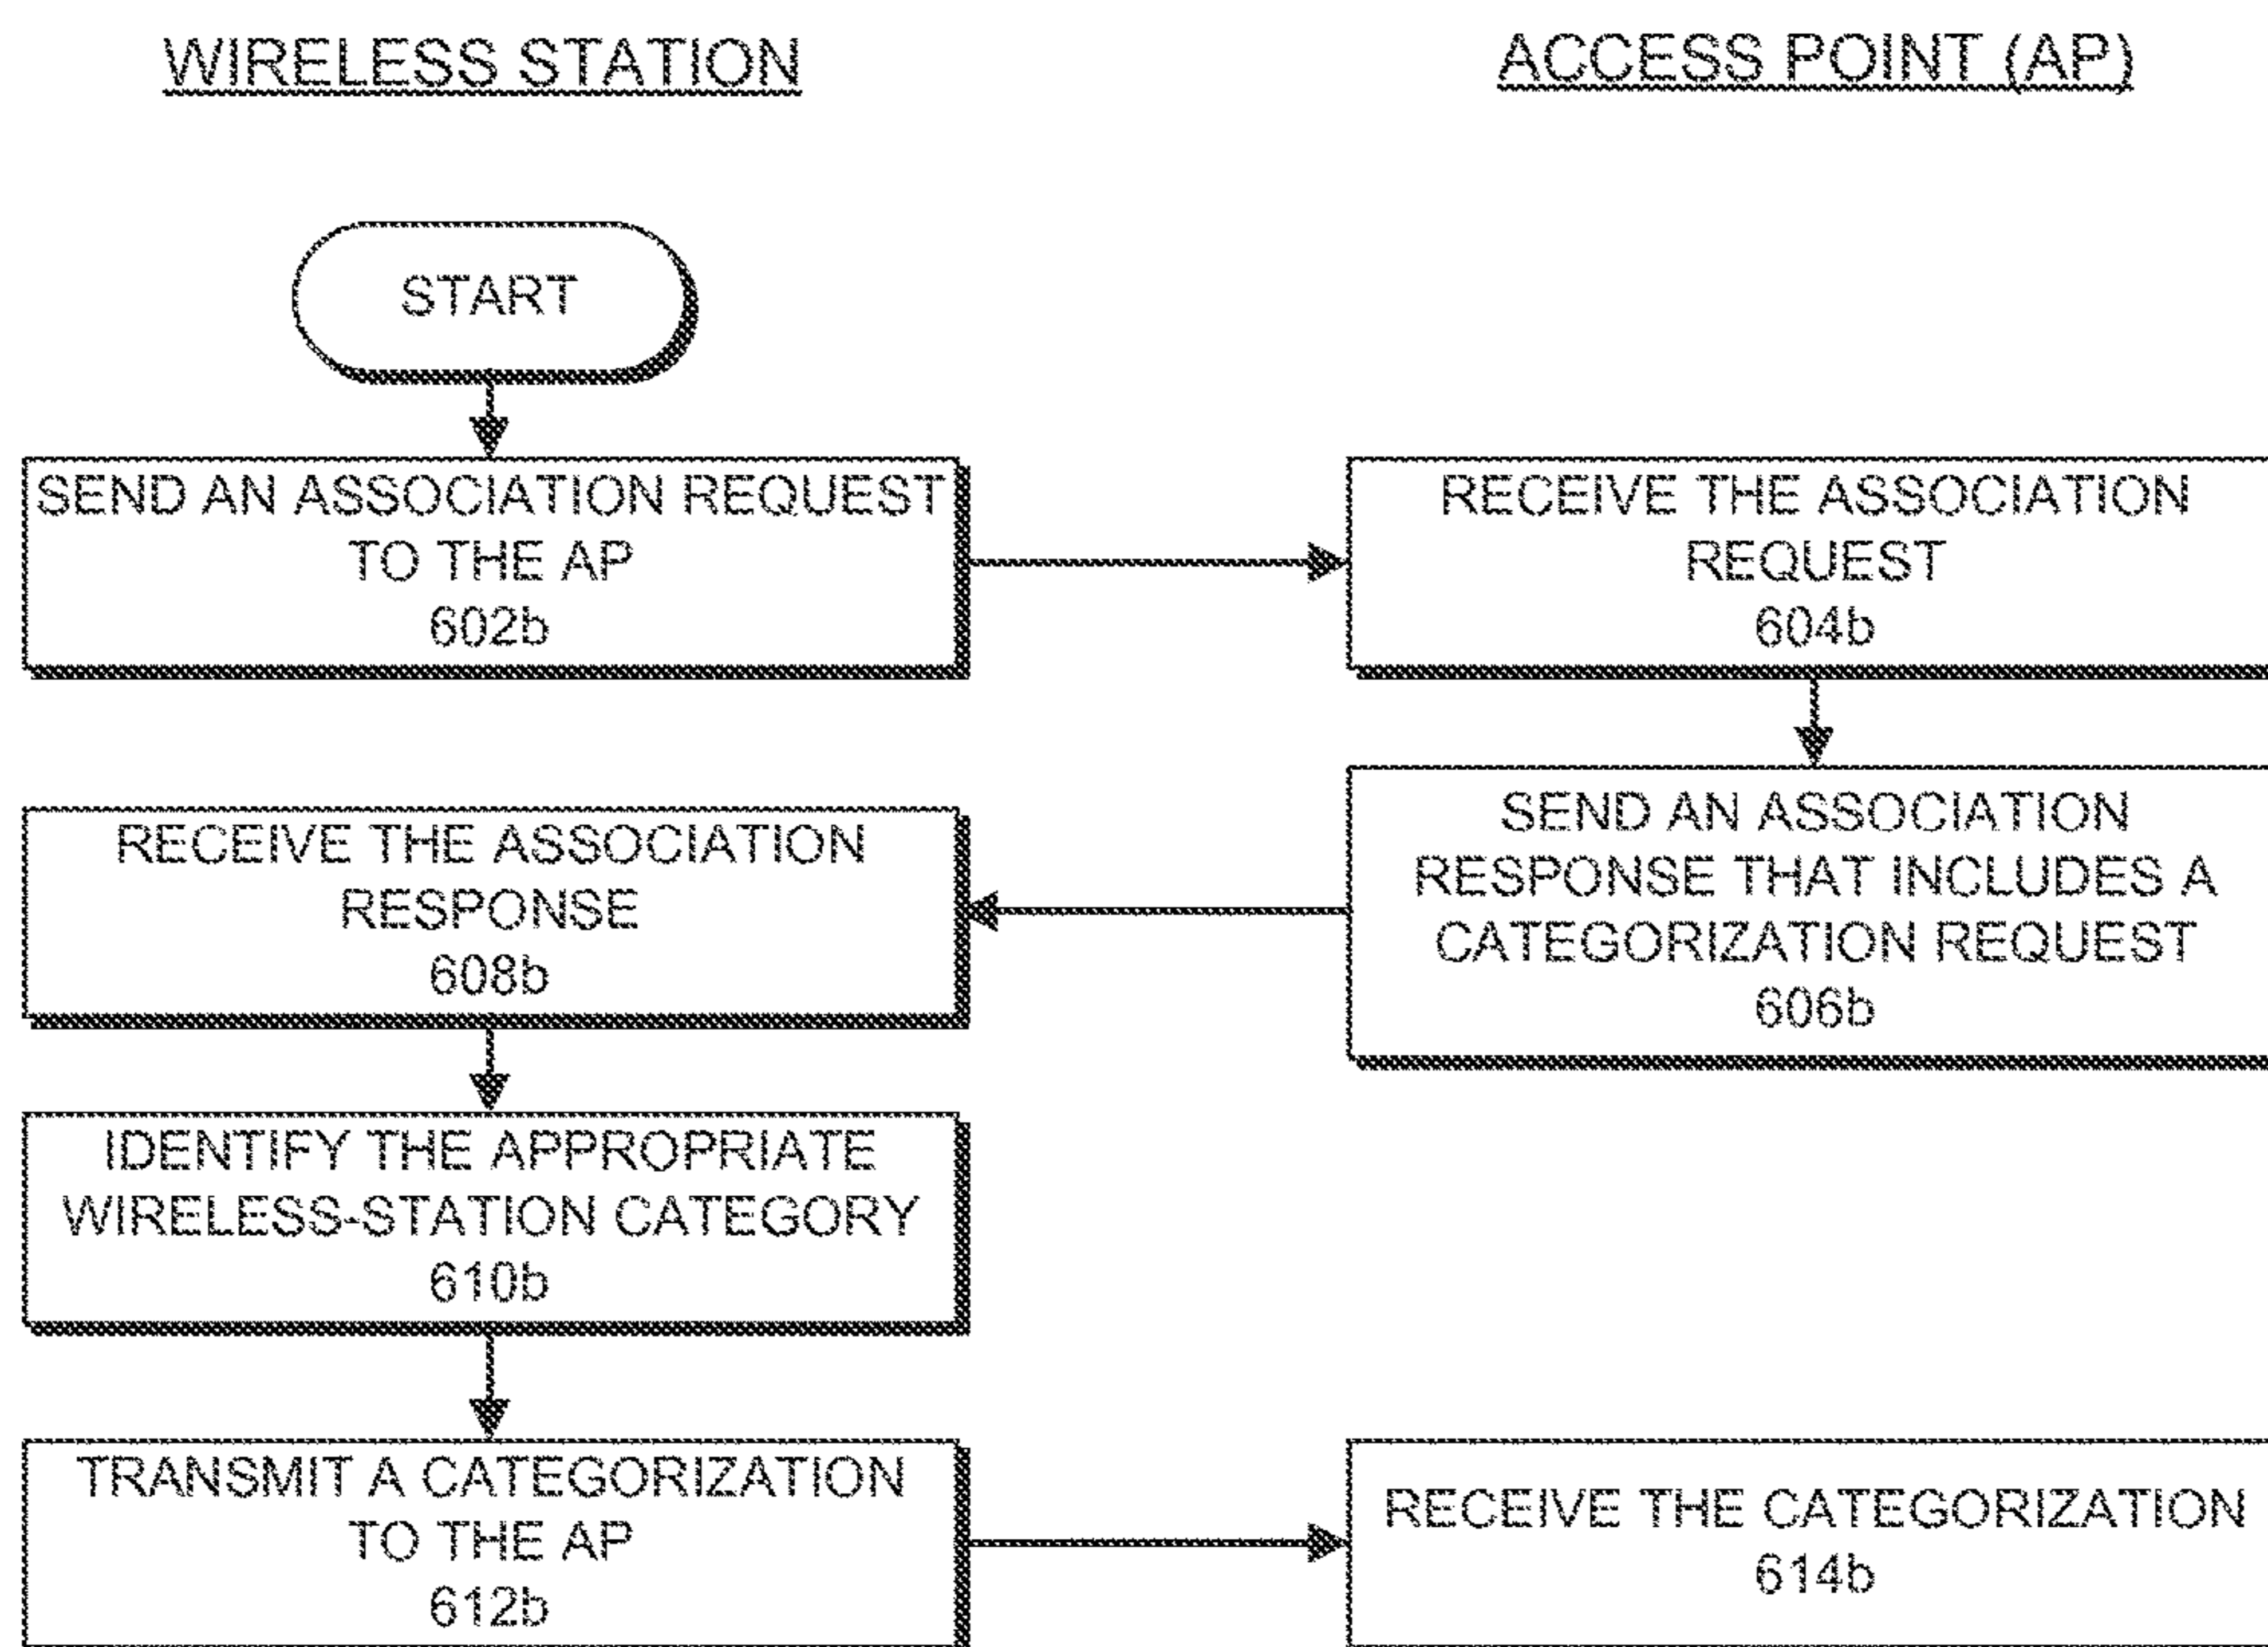 WIRELESS STATION
ACCESS POINT (AP)
START
SEND AN ASSOCIATION REQUEST
TO THE AP
602b
RECEIVE THE ASSOCIATION
REQUEST
604b
SEND AN ASSOCIATION
RESPONSE THAT INCLUDES A
CATEGORIZATION REQUEST
606b
RECEIVE THE ASSOCIATION
RESPONSE
608b
IDENTIFY THE APPROPRIATE
WIRELESS-STATION CATEGORY
610b
TRANSMIT A CATEGORIZATION
TO THE AP
612b
RECEIVE THE CATEGORIZATION
614b